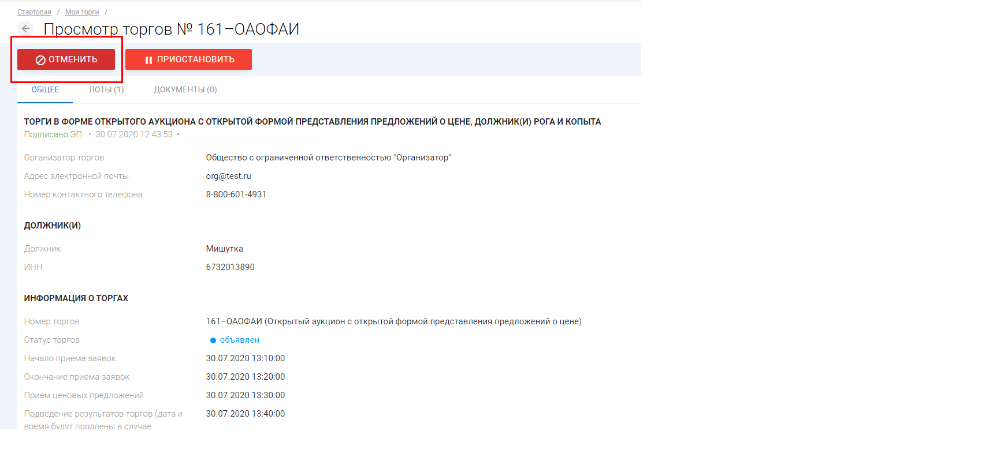 Стартовая / Мои торги /
Просмотр торгов № 161–ОАОФАИ
ОТМЕНИТЬ ПРИОСТАНОВИТЬ
ОБЩЕЕ ЛОТЫ (1) ДОКУМЕНТЫ (0)
ТОРГИ В ФОРМЕ ОТКРЫТОГО АУКЦИОНА С ОТКРЫТОЙ ФОРМОЙ ПРЕДСТАВЛЕНИЯ ПРЕДЛОЖЕНИЙ О ЦЕНЕ, ДОЛЖНИК(И) РОГА И КОПЫТА
Подписано ЭП • 30.07.2020 12:43:53 •
Организатор торгов Общество с ограниченной ответственностью "Организатор"
Адрес электронной почты org@test.ru
Номер контактного телефона 8-800-601-4931
ДОЛЖНИК(И)
Должник Мишутка
ИНН 6732013890
ИНФОРМАЦИЯ О ТОРГАХ
Номер торгов 161–ОАОФАИ (Открытый аукцион с открытой формой представления предложений о цене)
Статус торгов объявлен
Начало приема заявок 30.07.2020 13:10:00
Окончание приема заявок 30.07.2020 13:20:00
Прием ценовых предложений 30.07.2020 13:30:00
Подведение результатов торгов (дата и 30.07.2020 13:40:00
время будут продлены в случае